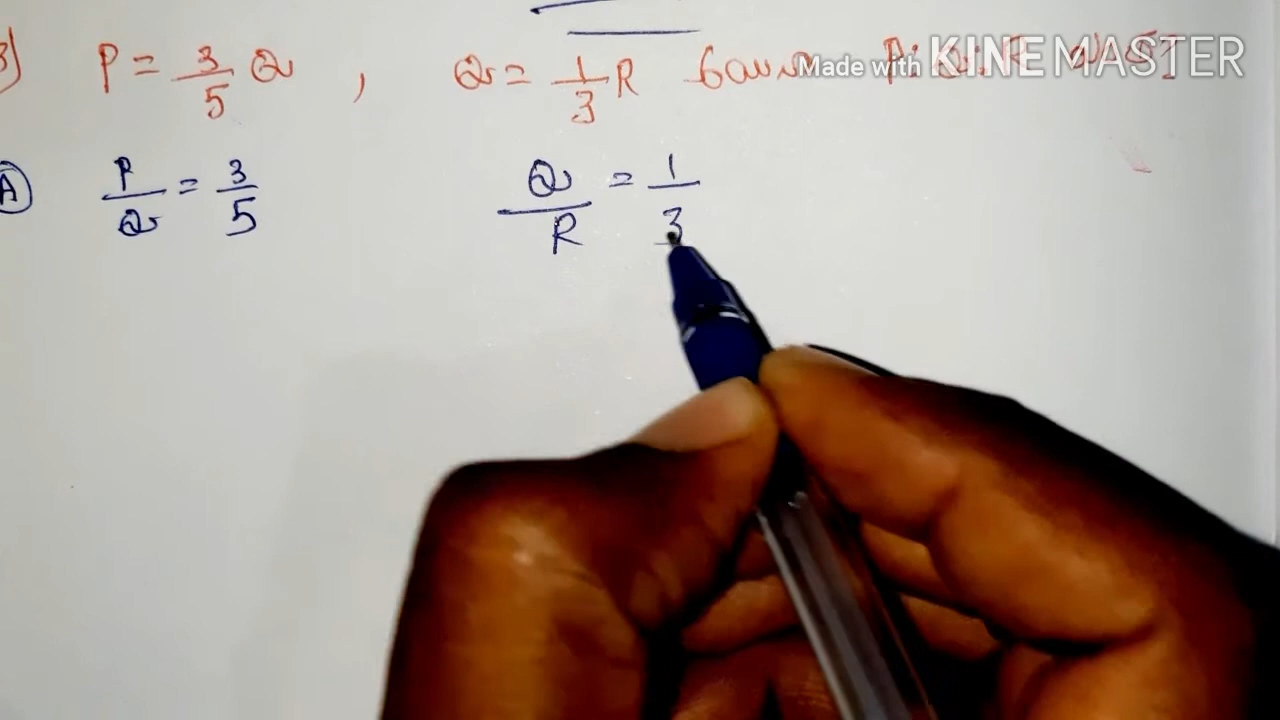 3) P = 3/5 Q , Q = 1/3 R P:Q:R
Made with KINEMASTER
(A) P/Q = 3/5 Q/R = 1/3